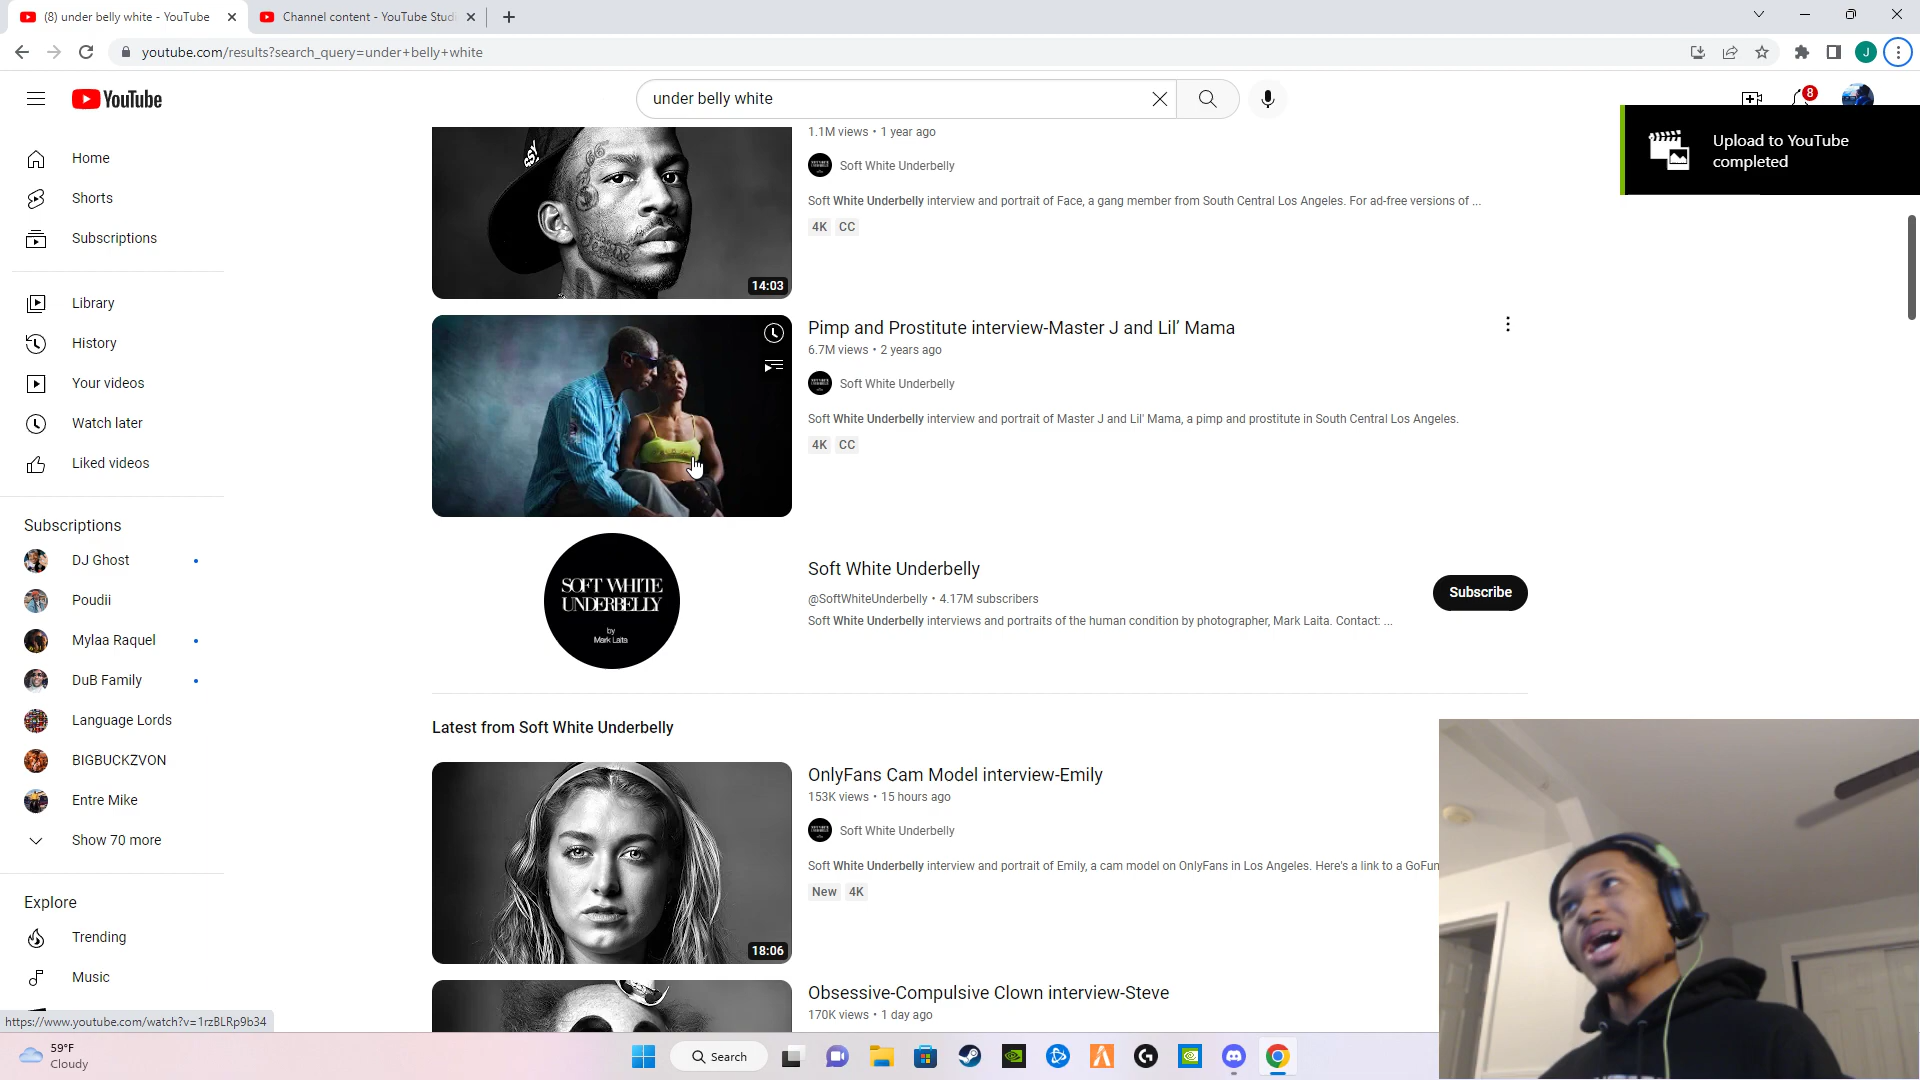 (8) under belly white - YouTube
Channel content - YouTube Studi
youtube.com/results?search_query=under+belly+white
J
YouTube
under belly white
8
Upload to YouTube
completed
Home
Shorts
Subscriptions
Library
History
Your videos
Watch later
Liked videos
Subscriptions
DJ Ghost
Poudii
Mylaa Raquel
DuB Family
Language Lords
BIGBUCKZVON
Entre Mike
Show 70 more
Explore
Trending
Music
https://www.youtube.com/watch?v=1rzBLRp9b34
1.1M views • 1 year ago
Soft White Underbelly
Soft White Underbelly interview and portrait of Face, a gang member from South Central Los Angeles. For ad-free versions of ...
4K CC
14:03
Pimp and Prostitute interview-Master J and Lil' Mama
6.7M views • 2 years ago
Soft White Underbelly
Soft White Underbelly interview and portrait of Master J and Lil' Mama, a pimp and prostitute in South Central Los Angeles.
4K CC
SOFT WHITE
UNDERBELLY
by
Mark Laita
Soft White Underbelly
@SoftWhiteUnderbelly • 4.17M subscribers
Soft White Underbelly interviews and portraits of the human condition by photographer, Mark Laita. Contact: ...
Subscribe
Latest from Soft White Underbelly
OnlyFans Cam Model interview-Emily
153K views • 15 hours ago
Soft White Underbelly
Soft White Underbelly interview and portrait of Emily, a cam model on OnlyFans in Los Angeles. Here's a link to a GoFun
New 4K
18:06
Obsessive-Compulsive Clown interview-Steve
170K views • 1 day ago
59°F
Cloudy
Search